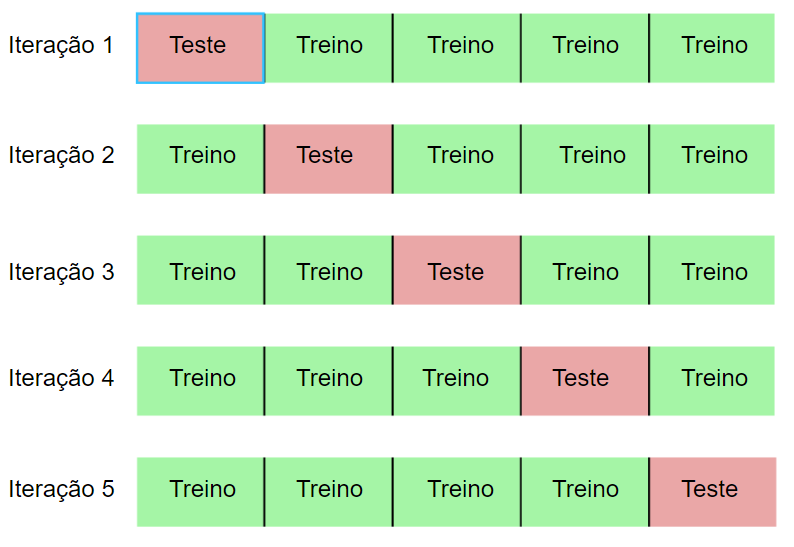 Iteração 1 Teste Treino Treino Treino Treino
Iteração 2 Treino Teste Treino Treino Treino
Iteração 3 Treino Treino Teste Treino Treino
Iteração 4 Treino Treino Treino Teste Treino
Iteração 5 Treino Treino Treino Treino Teste